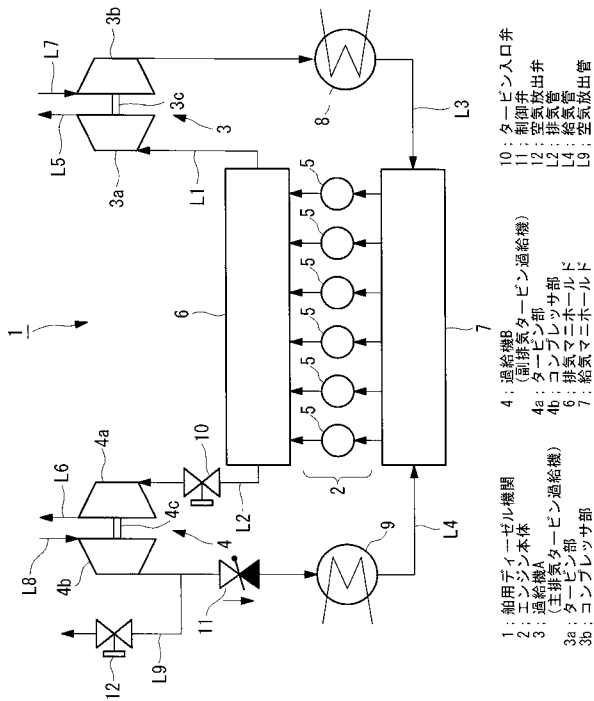 1
12
L9
L8
4b
L6
4a
4c
4
11
10
L2
9
L4
6
5
5
5
5
5
5
2
7
L5
L7
3a
3b
3c
3
L1
8
L3
1；舶用ディーゼル機関
2；エンジン本体
3；過給機A
（主排気タービン過給機）
3a；タービン部
3b；コンプレッサ部
4；過給機B
（副排気タービン過給機）
4a；タービン部
4b；コンプレッサ部
6；排気マニホールド
7；給気マニホールド
10；タービン入口弁
11；制御弁
12；空気放出弁
L2；排気管
L4；給気管
L9；空気放出管